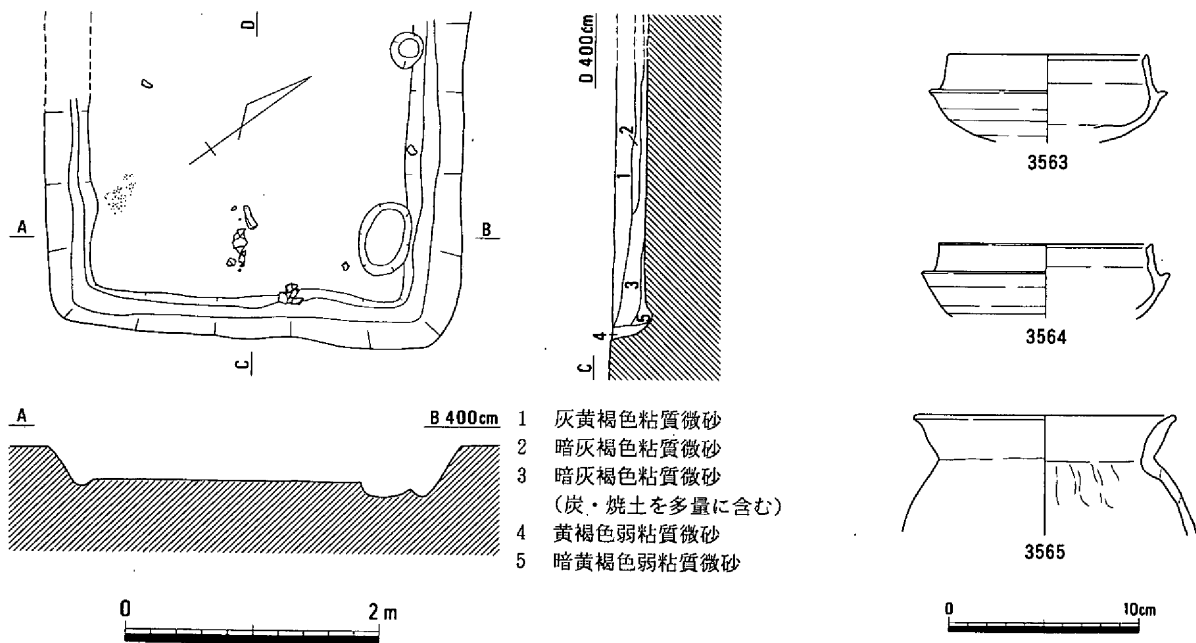 D
D 400cm
2
1
3
5
4
C
A
B
C
A
B 400cm
1 灰黄褐色粘質微砂
2 暗灰褐色粘質微砂
3 暗灰褐色粘質微砂
(炭・焼土を多量に含む)
4 黄褐色弱粘質微砂
5 暗黄褐色弱粘質微砂
0 2 m
3563
3564
3565
0 10cm